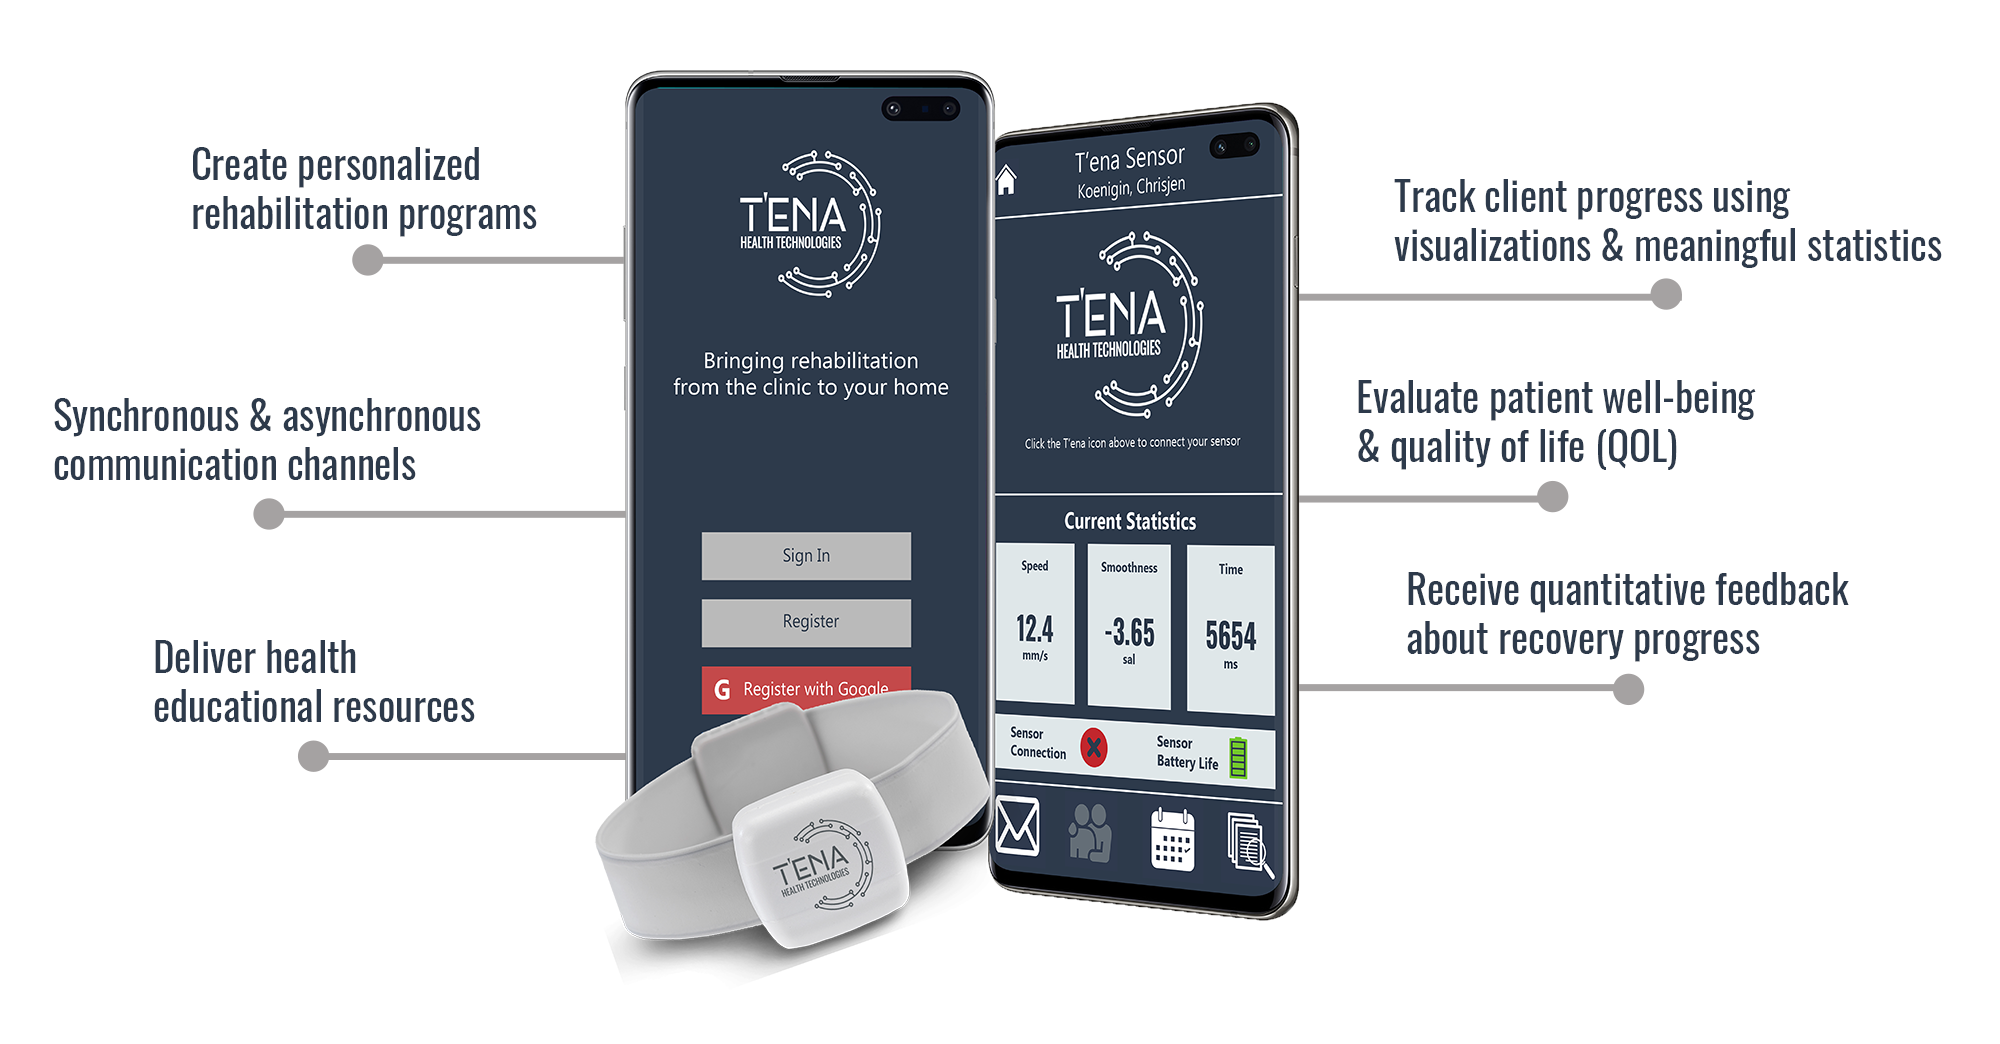 Create personalized
rehabilitation programs
Synchronous & asynchronous
communication channels
Deliver health
educational resources
T'ENA
HEALTH TECHNOLOGIES
Bringing rehabilitation
from the clinic to your home
Sign In
Register
G Register with Google
T'ENA
HEALTH TECHNOLOGIES
T'ena Sensor
Koenigin, Chrisjen
T'ENA
HEALTH TECHNOLOGIES
Click the T'ena icon above to connect your sensor
Current Statistics
Speed
12.4
mm/s
Smoothness
-3.65
sal
Time
5654
ms
Sensor
Connection
Sensor
Battery Life
Track client progress using
visualizations & meaningful statistics
Evaluate patient well-being
& quality of life (QOL)
Receive quantitative feedback
about recovery progress